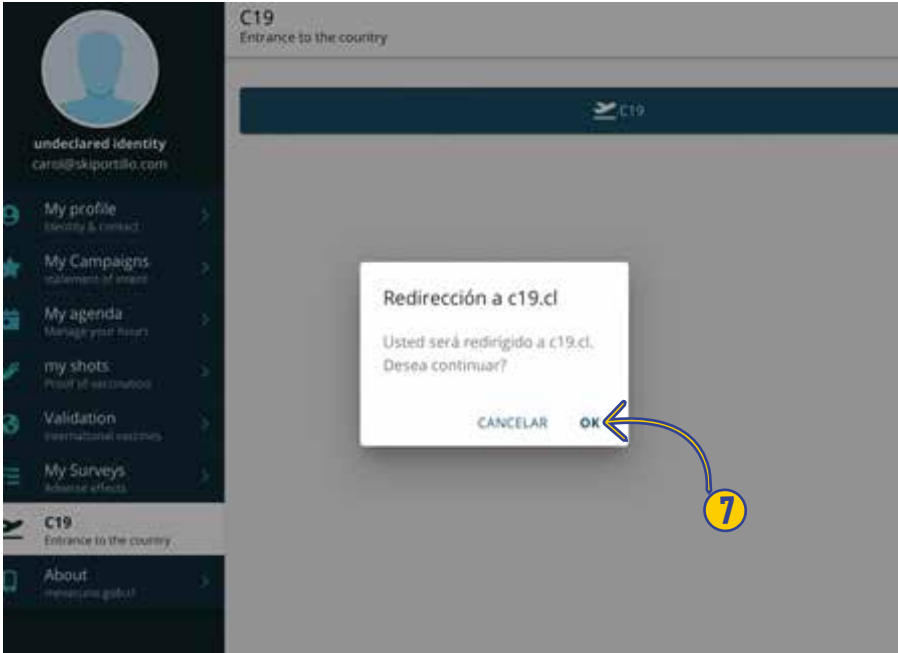 C19
Entrance to the country
C19
undeclared identity
carol@skiportillo.com
My profile
Identity & contact
My Campaigns
statement of intent
My agenda
Manage your hours
my shots
Proof of vaccination
Validation
International vaccines
My Surveys
Adverse effects
C19
Entrance to the country
About
Redirección a c19.cl
Usted será redirigido a c19.cl.
Desea continuar?
CANCELAR OK
7